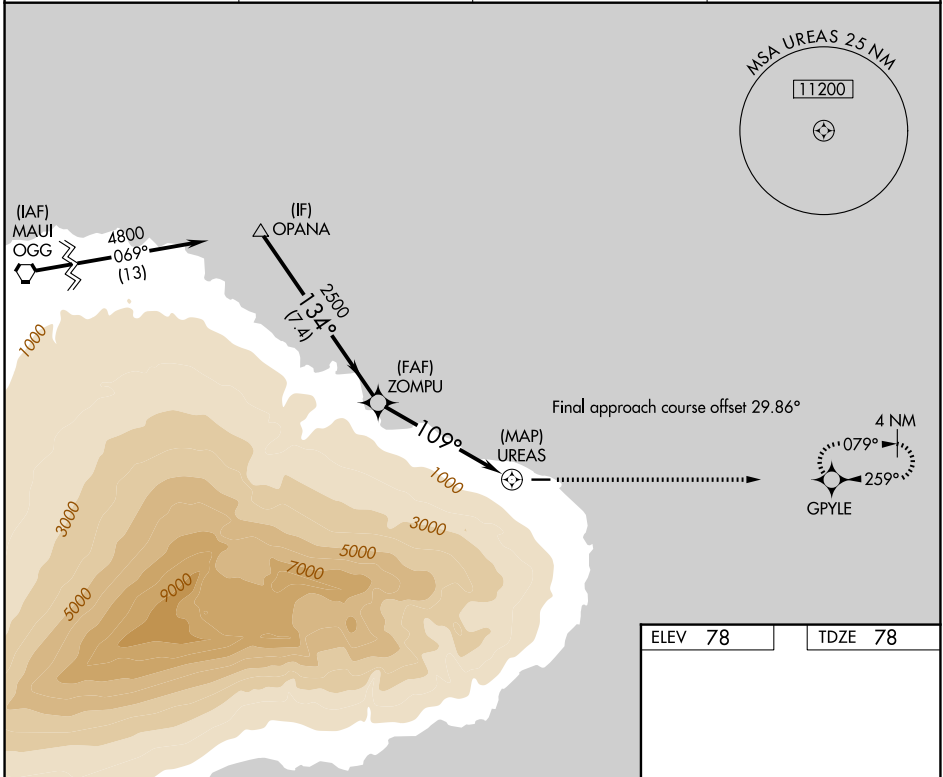 MSA UREAS 25 NM
11200
(IAF)
MAUI
OGG
4800
069°
(13)
(IF)
OPANA
2500
134°
(7.4)
(FAF)
ZOMPU
109°
(MAP)
UREAS
Final approach course offset 29.86°
4 NM
079°
259°
GPYLE
1000
1000
3000
3000
5000
5000
7000
9000
ELEV 78
TDZE 78